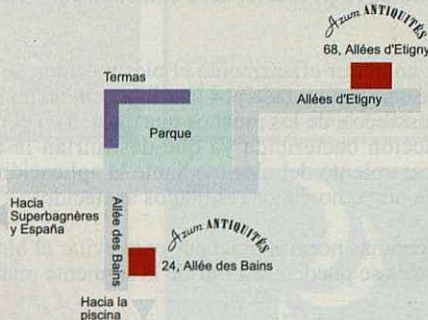 Azum ANTIQUITÉS
68, Allées d'Etigny
Allées d'Etigny
Termas
Parque
Hacia
Superbagnères
y España
Allée des Bains
Azum ANTIQUITÉS
24, Allée des Bains
Hacia la
piscina